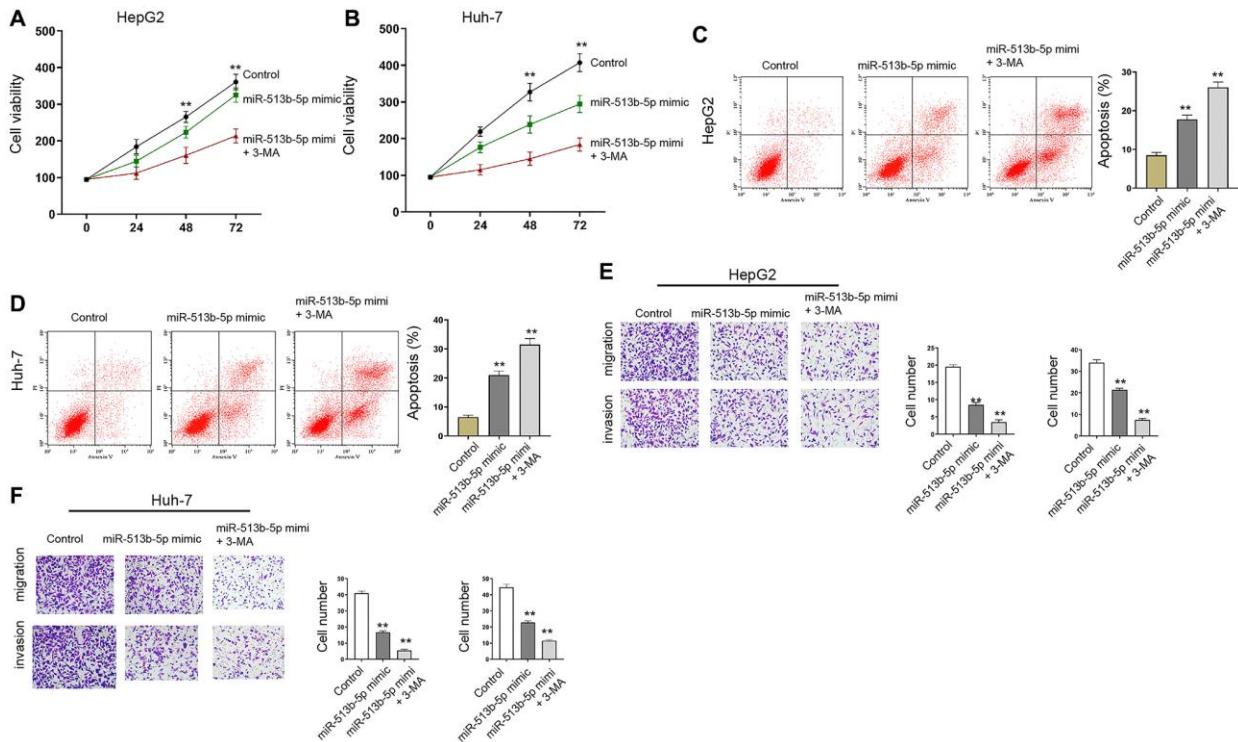 A
HepG2
Cell viability
500
400
300
200
100
0
0
24
48
72
**
**
Control
miR-513b-5p mimic
miR-513b-5p mimi
+ 3-MA
B
Huh-7
Cell viability
500
400
300
200
100
0
0
24
48
72
**
**
Control
miR-513b-5p mimic
miR-513b-5p mimi
+ 3-MA
C
HepG2
Control
miR-513b-5p mimic
miR-513b-5p mimi
+ 3-MA
PI
Annexin V
Annexin V
Annexin V
Apoptosis (%)
30
20
10
0
**
**
Control
miR-513b-5p mimic
miR-513b-5p mimi
+ 3-MA
D
Huh-7
Control
miR-513b-5p mimic
miR-513b-5p mimi
+ 3-MA
PI
Annexin V
Annexin V
Annexin V
Apoptosis (%)
40
30
20
10
0
**
**
Control
miR-513b-5p mimic
miR-513b-5p mimi
+ 3-MA
E
HepG2
Control
miR-513b-5p mimic
miR-513b-5p mimi
+ 3-MA
migration
invasion
Cell number
25
20
15
10
5
0
**
**
Control
miR-513b-5p mimic
miR-513b-5p mimi
+ 3-MA
Cell number
40
30
20
10
0
**
**
Control
miR-513b-5p mimic
miR-513b-5p mimi
+ 3-MA
F
Huh-7
Control
miR-513b-5p mimic
miR-513b-5p mimi
+ 3-MA
migration
invasion
Cell number
50
40
30
20
10
0
**
**
Control
miR-513b-5p mimic
miR-513b-5p mimi
+ 3-MA
Cell number
50
40
30
20
10
0
**
**
Control
miR-513b-5p mimic
miR-513b-5p mimi
+ 3-MA